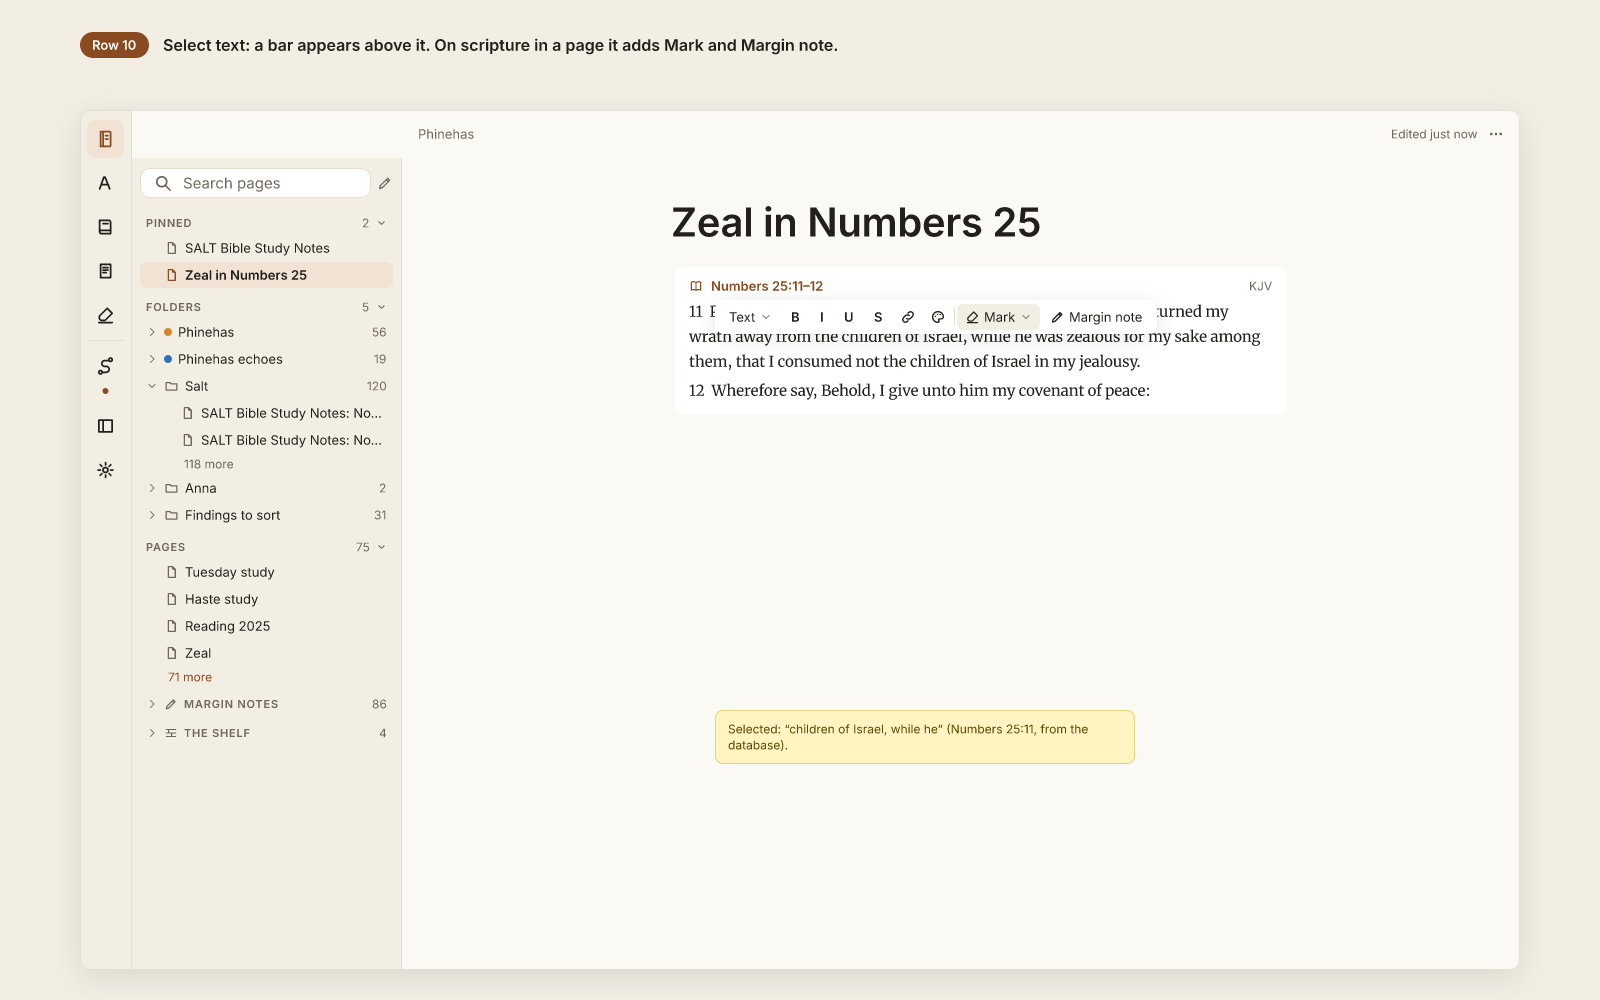 Row 10
Select text: a bar appears above it. On scripture in a page it adds Mark and Margin note.
Phinehas
Edited just now
Search pages
PINNED 2
SALT Bible Study Notes
Zeal in Numbers 25
FOLDERS 5
Phinehas 56
Phinehas echoes 19
Salt 120
SALT Bible Study Notes: No...
SALT Bible Study Notes: No...
118 more
Anna 2
Findings to sort 31
PAGES 75
Tuesday study
Haste study
Reading 2025
Zeal
71 more
MARGIN NOTES 86
THE SHELF 4
Zeal in Numbers 25
Numbers 25:11–12 KJV
Text B I U S Mark Margin note
11 turned my
wrath away from the children of Israel, while he was zealous for my sake among
them, that I consumed not the children of Israel in my jealousy.
12 Wherefore say, Behold, I give unto him my covenant of peace:
Selected: “children of Israel, while he” (Numbers 25:11, from the
database).